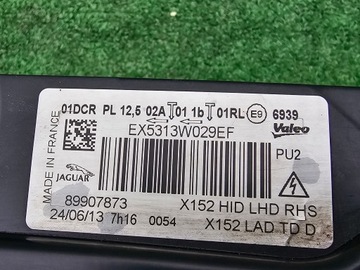 01DCR PL 12,5 02A T 01 1b T 01RL E9 6939
MADE IN FRANCE
EX5313W029EF
Valeo
PU2
JAGUAR
89907873
X152 HID LHD RHS
24/06/13 7h16 0054
X152 LAD TD D